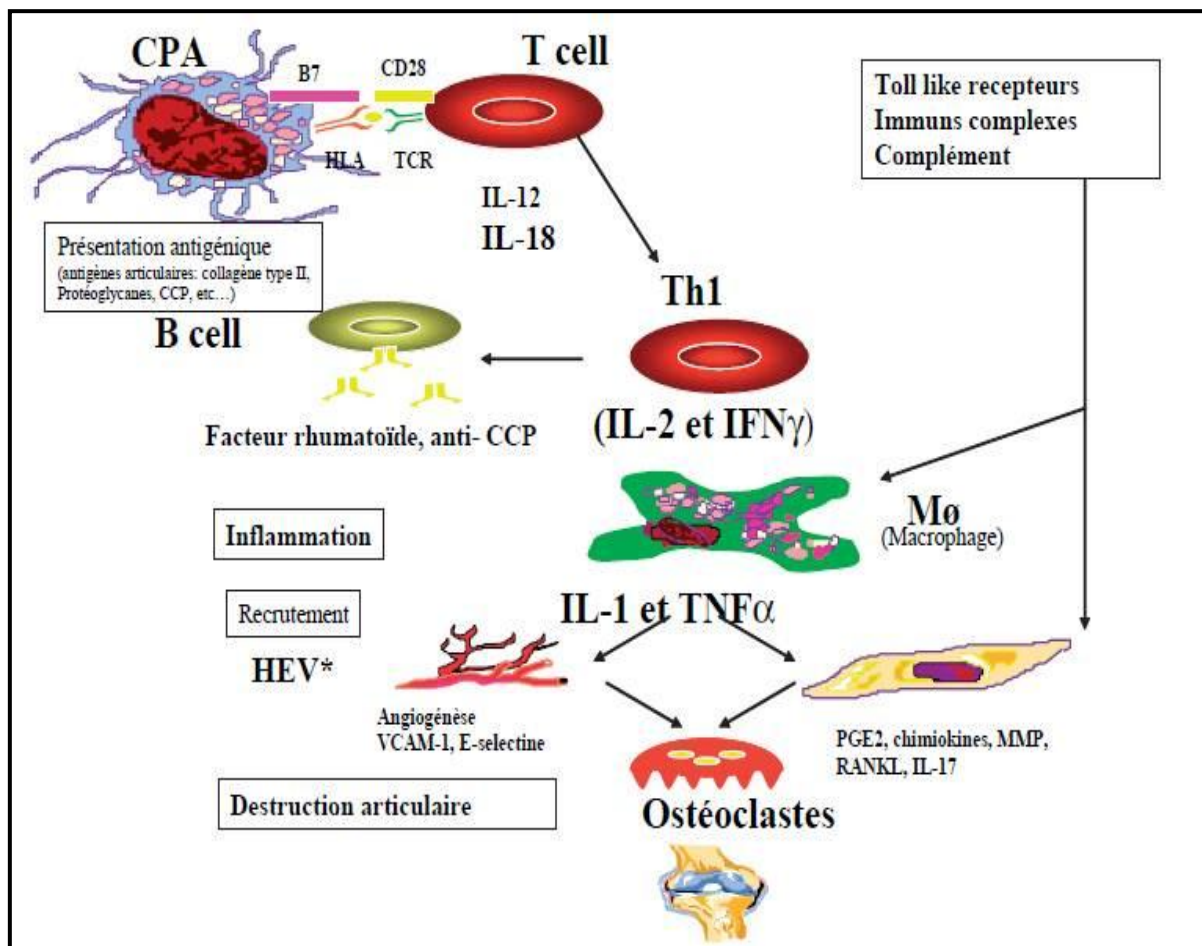 CPA
B7
CD28
T cell
HLA
TCR
Toll like recepteurs
Immuns complexes
Complément
IL-12
IL-18
Présentation antigénique
(antigènes articulaires: collagène type II,
Protéoglycanes, CCP, etc…)
B cell
Th1
Facteur rhumatoïde, anti- CCP
(IL-2 et IFNγ)
Inflammation
Mø
(Macrophage)
Recrutement
IL-1 et TNFα
HEV*
Angiogénèse
VCAM-1, E-selectine
PGE2, chimiokines, MMP,
RANKL, IL-17
Destruction articulaire
Ostéoclastes